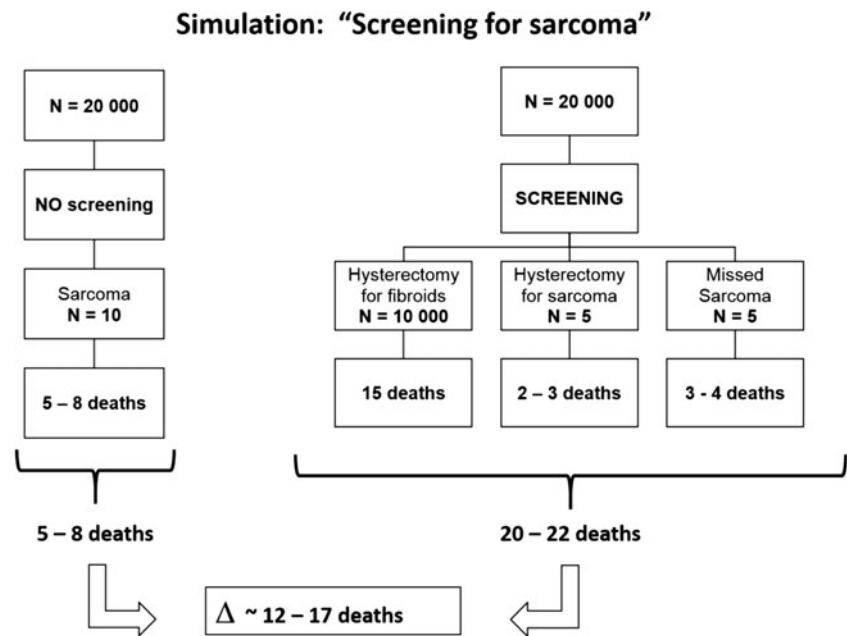 Simulation: “Screening for sarcoma”
N = 20 000
NO screening
Sarcoma
N = 10
5 – 8 deaths
5 – 8 deaths
N = 20 000
SCREENING
Hysterectomy
for fibroids
N = 10 000
15 deaths
Hysterectomy
for sarcoma
N = 5
2 – 3 deaths
Missed
Sarcoma
N = 5
3 - 4 deaths
20 – 22 deaths
Δ ~ 12 – 17 deaths